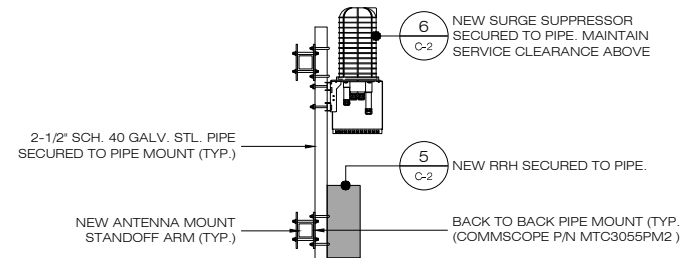 6
C-2
NEW SURGE SUPPRESSOR
SECURED TO PIPE. MAINTAIN
SERVICE CLEARANCE ABOVE
2-1/2" SCH. 40 GALV. STL. PIPE
SECURED TO PIPE MOUNT (TYP.)
5
C-2
NEW RRH SECURED TO PIPE.
NEW ANTENNA MOUNT
STANDOFF ARM (TYP.)
BACK TO BACK PIPE MOUNT (TYP.
(COMMSCOPE P/N MTC3055PM2 )